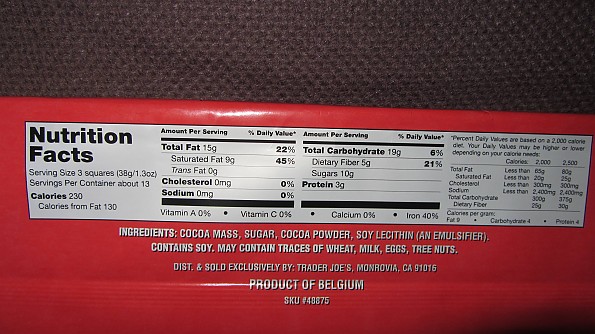 Nutrition
Facts
Serving Size 3 squares (38g/1.3oz)
Servings Per Container about 13
Calories 230
Calories from Fat 130
Amount Per Serving % Daily Value*
Total Fat 15g 22%
Saturated Fat 9g 45%
Trans Fat 0g
Cholesterol 0mg 0%
Sodium 0mg 0%
Amount Per Serving % Daily Value*
Total Carbohydrate 19g 6%
Dietary Fiber 5g 21%
Sugars 10g
Protein 3g
Vitamin A 0% • Vitamin C 0% • Calcium 0% • Iron 40%
*Percent Daily Values are based on a 2,000 calorie
diet. Your Daily Values may be higher or lower
depending on your calorie needs:
Calories: 2,000 2,500
Total Fat Less than 65g 80g
Saturated Fat Less than 20g 25g
Cholesterol Less than 300mg 300mg
Sodium Less than 2,400mg 2,400mg
Total Carbohydrate 300g 375g
Dietary Fiber 25g 30g
Calories per gram:
Fat 9 • Carbohydrate 4 • Protein 4
INGREDIENTS: COCOA MASS, SUGAR, COCOA POWDER, SOY LECITHIN (AN EMULSIFIER).
CONTAINS SOY. MAY CONTAIN TRACES OF WHEAT, MILK, EGGS, TREE NUTS.
DIST. & SOLD EXCLUSIVELY BY: TRADER JOE'S, MONROVIA, CA 91016
PRODUCT OF BELGIUM
SKU #48875